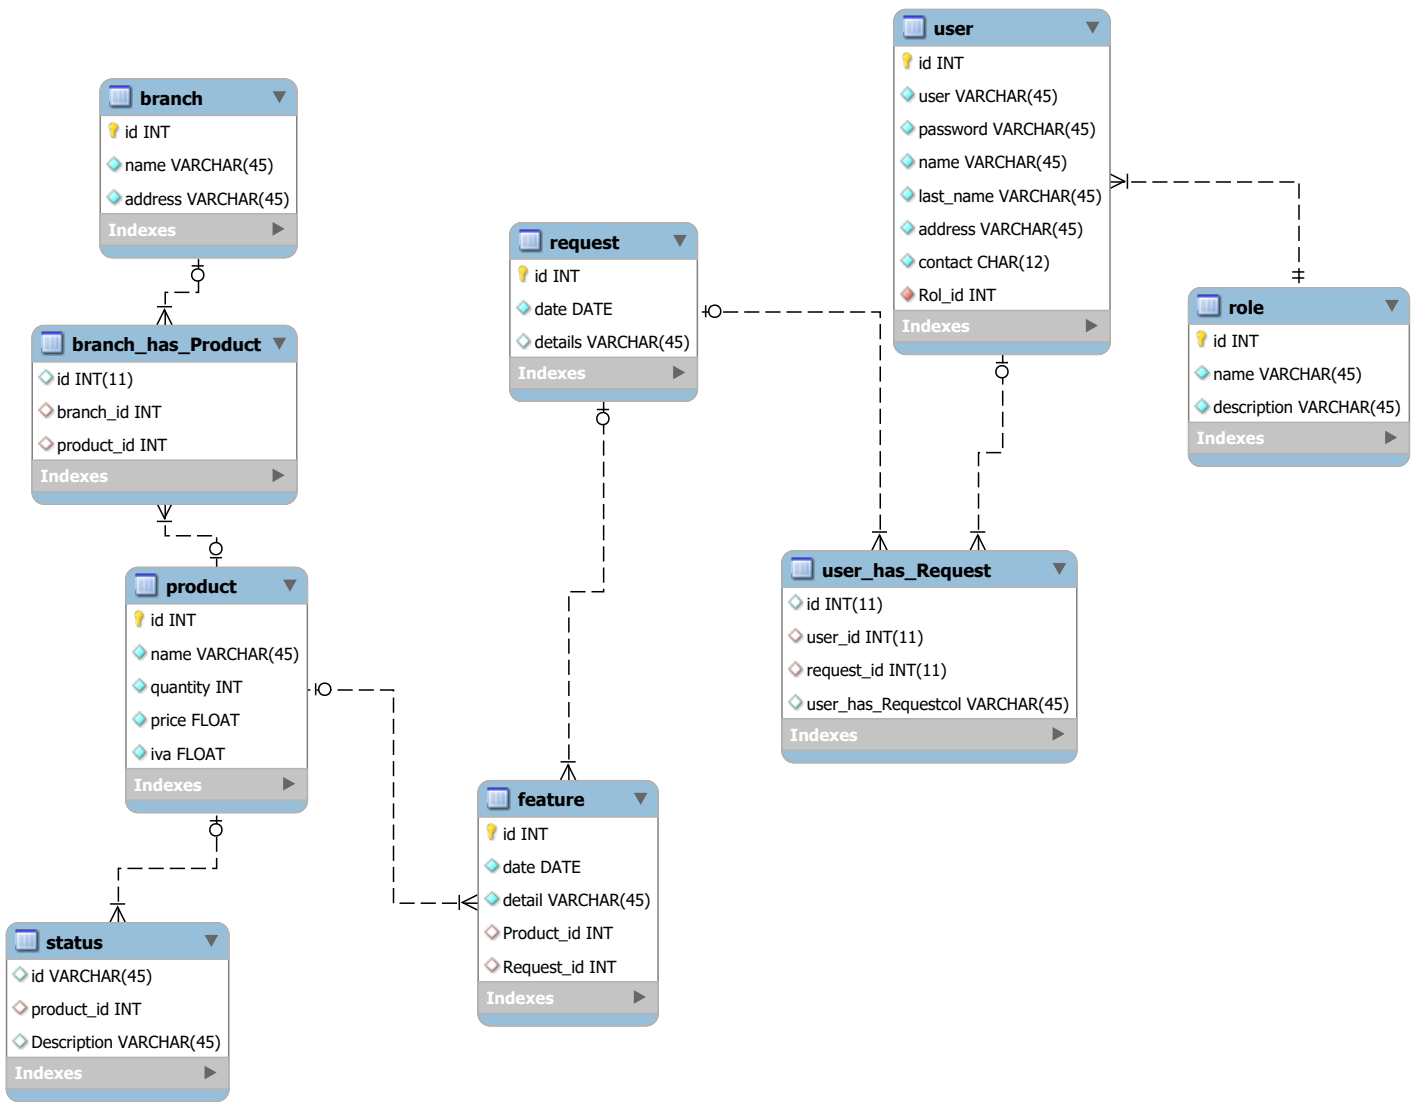 branch
id INT
name VARCHAR(45)
address VARCHAR(45)
Indexes
branch_has_Product
id INT(11)
branch_id INT
product_id INT
Indexes
product
id INT
name VARCHAR(45)
quantity INT
price FLOAT
iva FLOAT
Indexes
status
id VARCHAR(45)
product_id INT
Description VARCHAR(45)
Indexes
request
id INT
date DATE
details VARCHAR(45)
Indexes
feature
id INT
date DATE
detail VARCHAR(45)
Product_id INT
Request_id INT
Indexes
user
id INT
user VARCHAR(45)
password VARCHAR(45)
name VARCHAR(45)
last_name VARCHAR(45)
address VARCHAR(45)
contact CHAR(12)
Rol_id INT
Indexes
user_has_Request
id INT(11)
user_id INT(11)
request_id INT(11)
user_has_Requestcol VARCHAR(45)
Indexes
role
id INT
name VARCHAR(45)
description VARCHAR(45)
Indexes